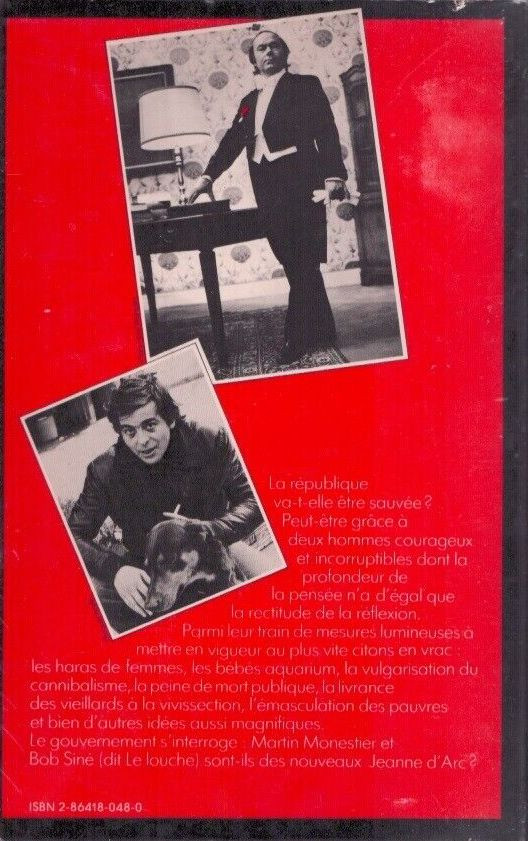 La république
va-t-elle être sauvée ?
Peut-être grâce à
deux hommes courageux
et incorruptibles dont la
profondeur de
la pensée n'a d'égal que
la rectitude de la réflexion.
Parmi leur train de mesures lumineuses à
mettre en vigueur au plus vite citons en vrac :
les haras de femmes, les bébés aquarium, la vulgarisation du
cannibalisme, la peine de mort publique, la livrance
des vieillards à la vivissection, l'émasculation des pauvres
et bien d'autres idées aussi magnifiques.
Le gouvernement s'interroge : Martin Monestier et
Bob Siné (dit Le louche) sont-ils des nouveaux Jeanne d'Arc ?
ISBN 2-86418-048-0